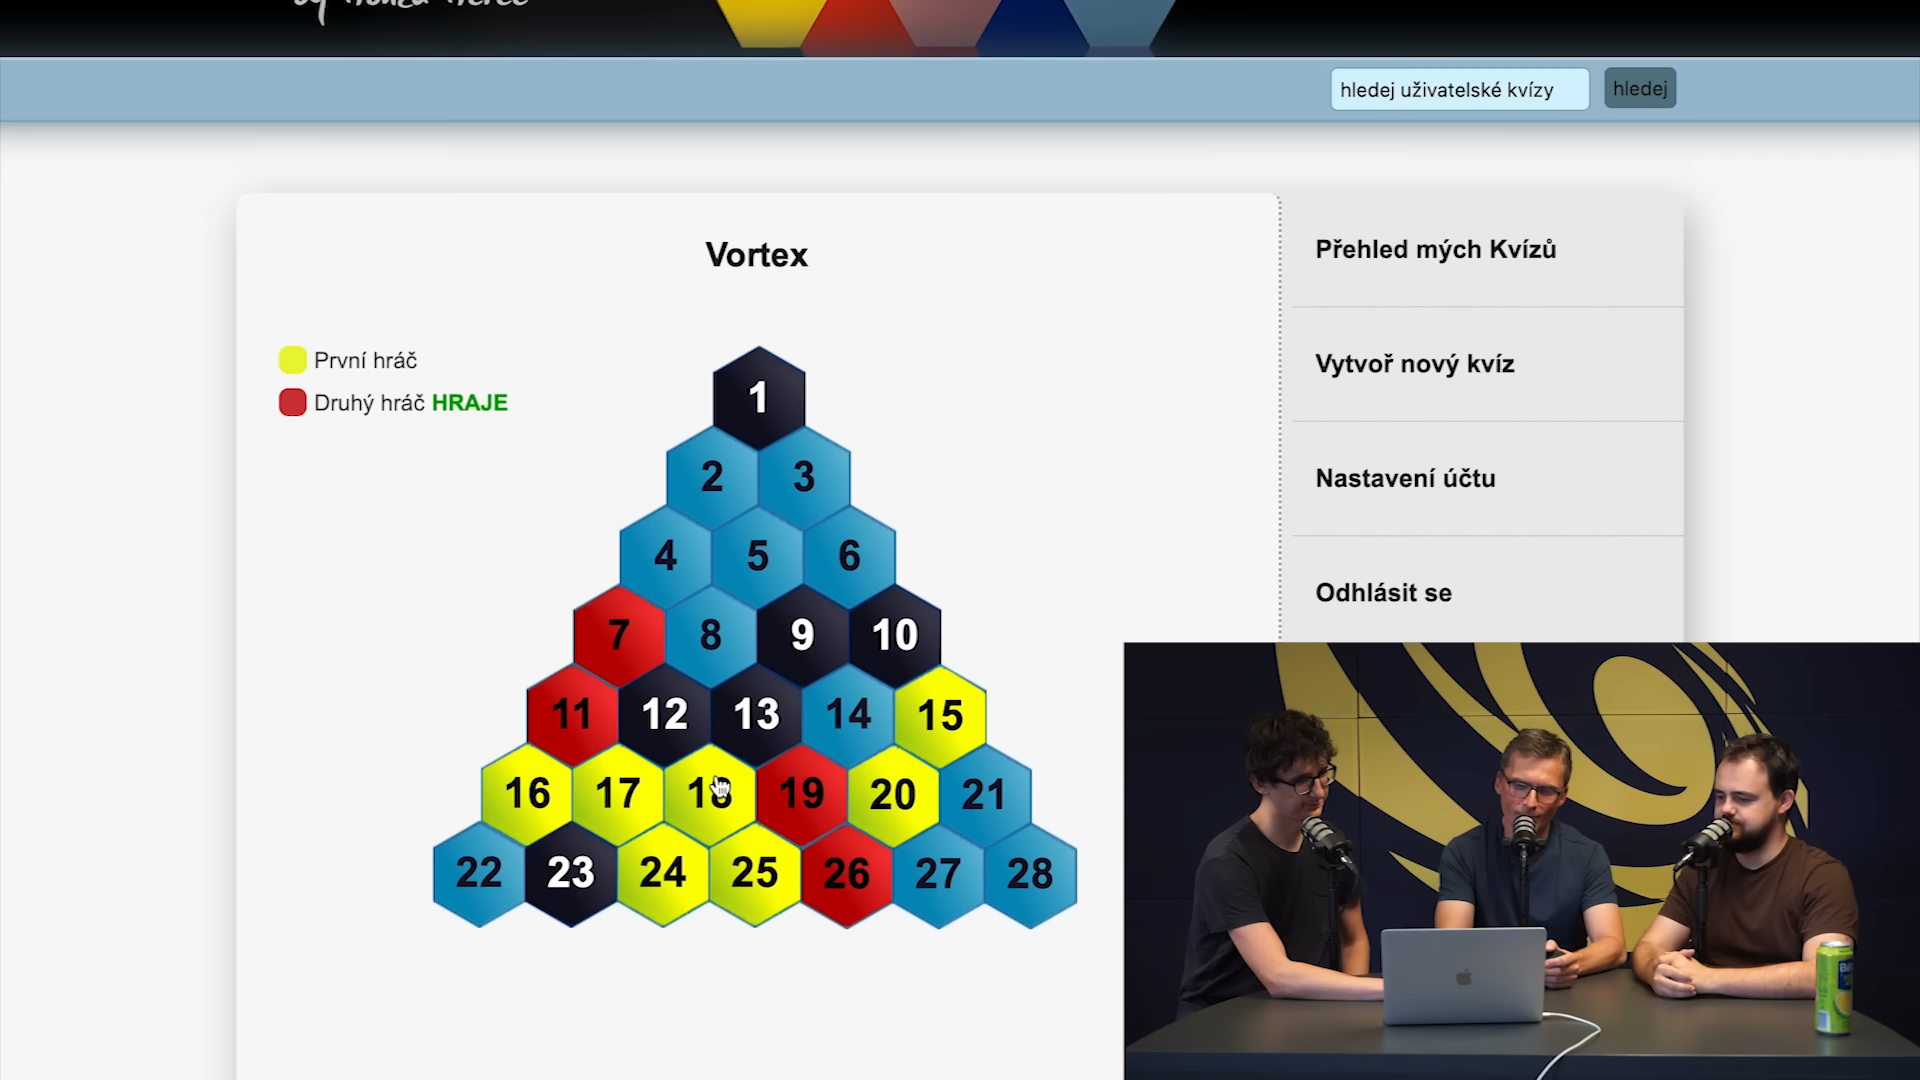 hledej uživatelské kvízy
hledej
Vortex
Přehled mých Kvízů
První hráč
Vytvoř nový kvíz
Druhý hráč HRAJE
Nastavení účtu
Odhlásit se
1
2 3
4 5 6
7 8 9 10
11 12 13 14 15
16 17 18 19 20 21
22 23 24 25 26 27 28